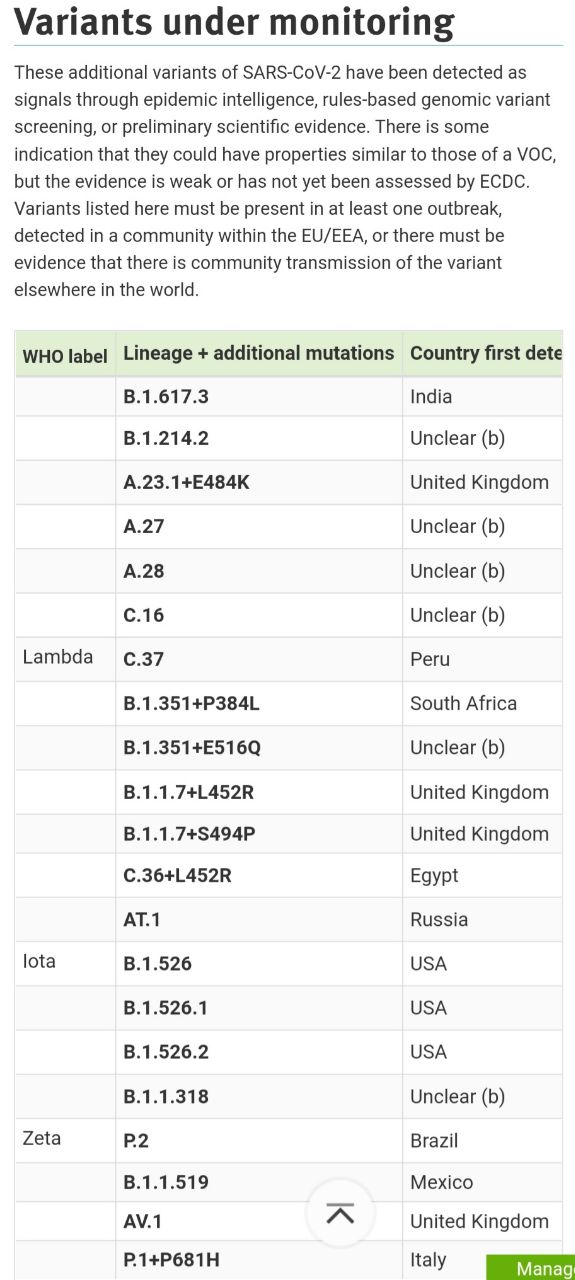 Variants under monitoring
These additional variants of SARS-CoV-2 have been detected as
signals through epidemic intelligence, rules-based genomic variant
screening, or preliminary scientific evidence. There is some
indication that they could have properties similar to those of a VOC,
but the evidence is weak or has not yet been assessed by ECDC.
Variants listed here must be present in at least one outbreak,
detected in a community within the EU/EEA, or there must be
evidence that there is community transmission of the variant
elsewhere in the world.
WHO label Lineage + additional mutations Country first dete
B.1.617.3 India
B.1.214.2 Unclear (b)
A.23.1+E484K United Kingdom
A.27 Unclear (b)
A.28 Unclear (b)
C.16 Unclear (b)
Lambda C.37 Peru
B.1.351+P384L South Africa
B.1.351+E516Q Unclear (b)
B.1.1.7+L452R United Kingdom
B.1.1.7+S494P United Kingdom
C.36+L452R Egypt
AT.1 Russia
Iota B.1.526 USA
B.1.526.1 USA
B.1.526.2 USA
B.1.1.318 Unclear (b)
Zeta P.2 Brazil
B.1.1.519 Mexico
AV.1 United Kingdom
P.1+P681H Italy
Manag